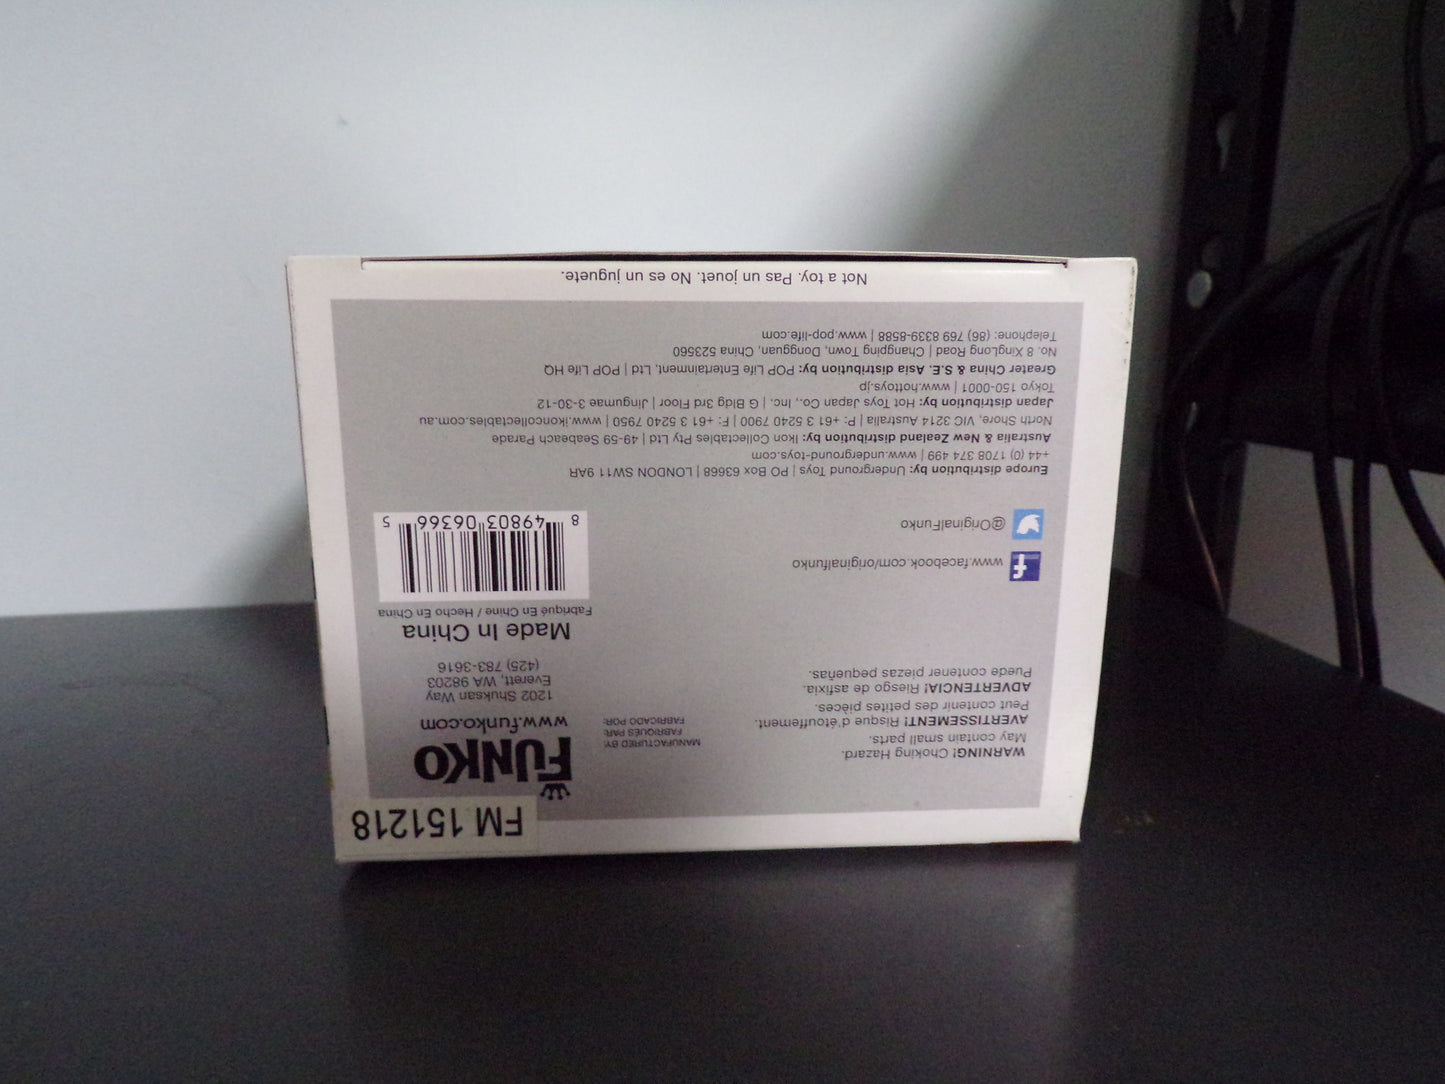 FM 151218
FUNKO
www.funko.com
MANUFACTURED BY:
FABRIQUÉS PAR:
FABRICADO POR:
1202 Shuksan Way
Everett, WA 98203
(425) 783-3616
Made In China
Fabriqué En Chine / Hecho En China
8 49803 06366 5
WARNING! Choking Hazard.
May contain small parts.
AVERTISSEMENT! Risque d'étouffement.
Peut contenir des petites pièces.
ADVERTENCIA! Riesgo de asfixia.
Puede contener piezas pequeñas.
f
www.facebook.com/originalfunko
@OriginalFunko
Europe distribution by: Underground Toys | PO Box 63668 | LONDON SW11 9AR
+44 (0) 1708 374 499 | www.underground-toys.com
Australia & New Zealand distribution by: Ikon Collectables Pty Ltd | 49-59 Seabeach Parade
North Shore, VIC 3214 Australia | P: +61 3 5240 7900 | F: +61 3 5240 7950 | www.ikoncollectables.com.au
Japan distribution by: Hot Toys Japan Co., Inc. | G Bldg 3rd Floor | Jingumae 3-30-12
Tokyo 150-0001 | www.hottoys.jp
Greater China & S.E. Asia distribution by: POP Life Entertainment, Ltd | POP Life HQ
No. 8 XingLong Road | Changping Town, Dongguan, China 523560
Telephone: (86) 769 8339-8588 | www.pop-life.com
Not a toy. Pas un jouet. No es un juguete.